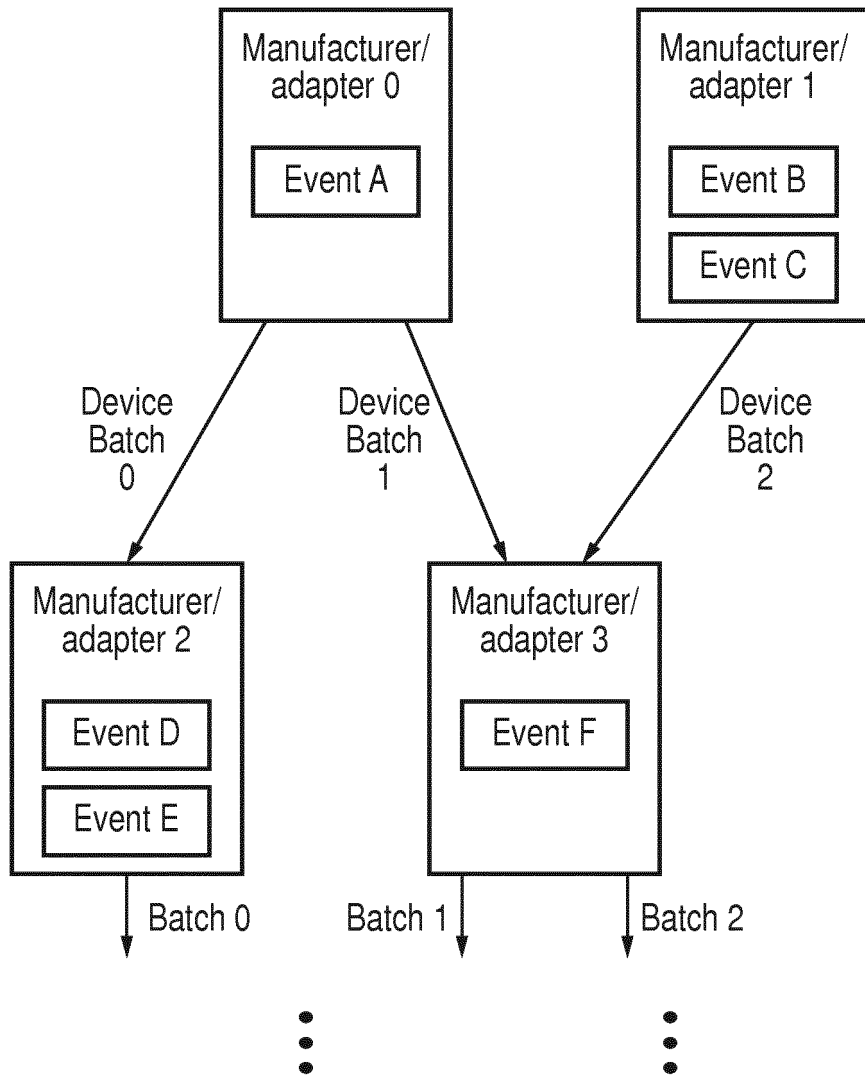 Manufacturer/
adapter 0
Event A
Manufacturer/
adapter 1
Event B
Event C
Device
Batch
0
Device
Batch
1
Device
Batch
2
Manufacturer/
adapter 2
Event D
Event E
Manufacturer/
adapter 3
Event F
Batch 0
Batch 1
Batch 2